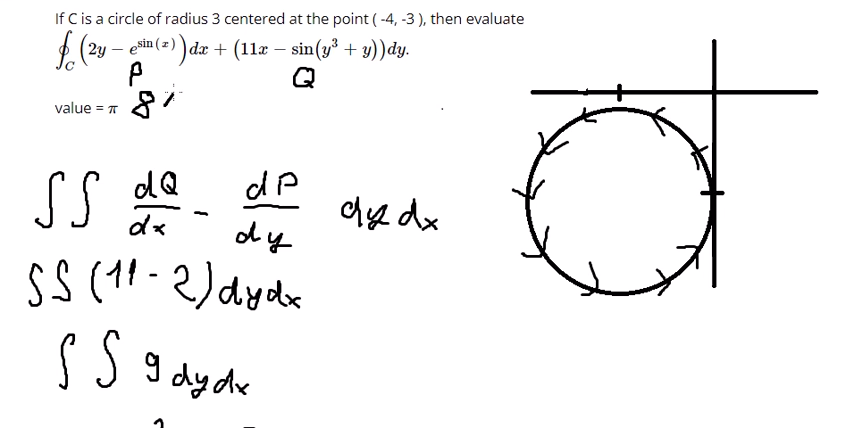 If C is a circle of radius 3 centered at the point ( -4, -3 ), then evaluate
∮_C (2y − e^{sin(x)}) dx + (11x − sin(y³ + y)) dy.
P Q
value = π 81
∫∫ dQ/dx - dP/dy dy dx
∫∫ (11-2) dy dx
∫∫ 9 dy dx